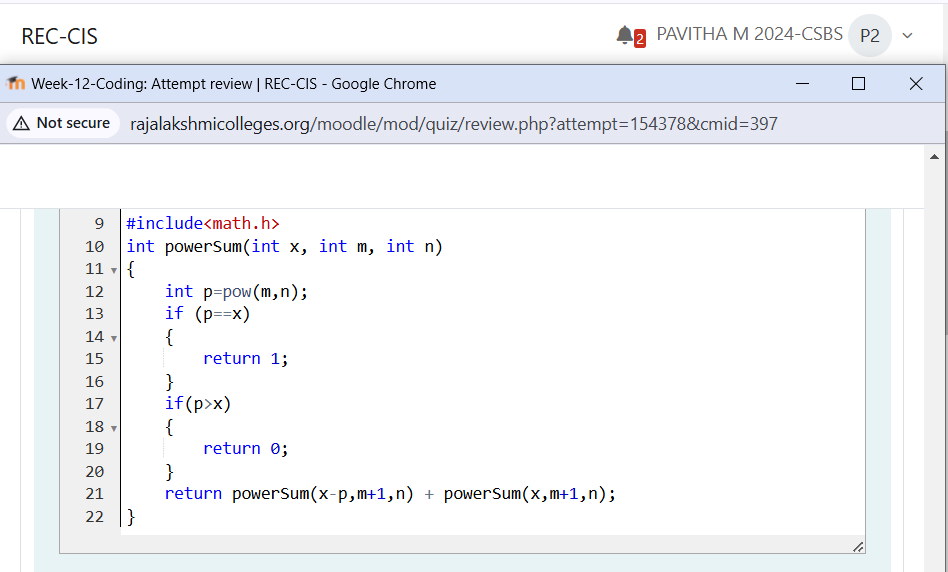 REC-CIS
2 PAVITHA M 2024-CSBS P2
Week-12-Coding: Attempt review | REC-CIS - Google Chrome
Not secure rajalakshmicolleges.org/moodle/mod/quiz/review.php?attempt=154378&cmid=397
9 #include<math.h>
10 int powerSum(int x, int m, int n)
11 {
12     int p=pow(m,n);
13     if (p==x)
14     {
15         return 1;
16     }
17     if(p>x)
18     {
19         return 0;
20     }
21     return powerSum(x-p,m+1,n) + powerSum(x,m+1,n);
22 }